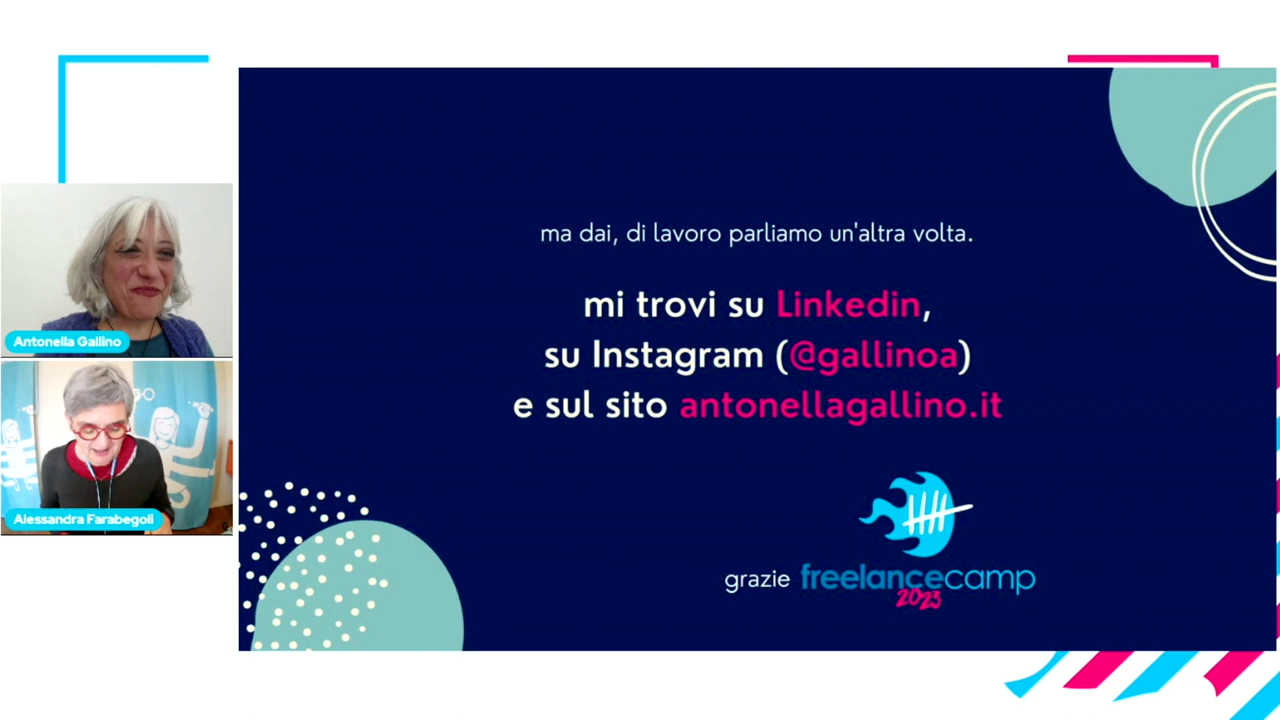 Antonella Gallino
Alessandra Farabegoli
ma dai, di lavoro parliamo un'altra volta.
mi trovi su Linkedin,
su Instagram (@gallinoa)
e sul sito antonellagallino.it
grazie freelancecamp
2023